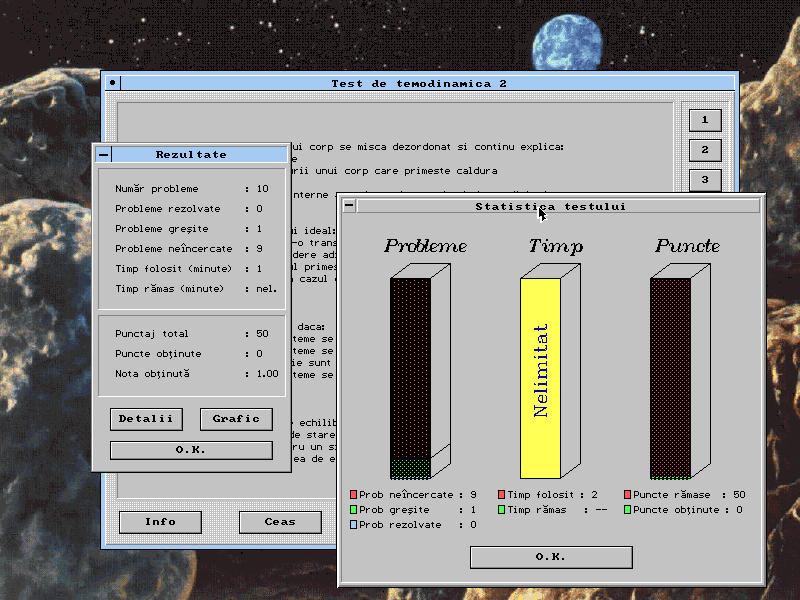 Test de temodinamica 2
1
2
3
ui corp se misca dezordonat si continu explica:
e
rii unui corp care primeste caldura
nterne
ui ideal:
-o trans
dere adi
ul primes
n cazul c
daca:
teme se
teme se
ie sunt
teme se
echilib
de stare
ru un si
ea de e
Info
Ceas
Rezultate
Număr probleme : 10
Probleme rezolvate : 0
Probleme greşite : 1
Probleme neîncercate : 9
Timp folosit (minute) : 1
Timp rămas (minute) : nel.
Punctaj total : 50
Puncte obţinute : 0
Nota obţinută : 1.00
Detalii
Grafic
O.K.
Statistica testului
Probleme
Timp
Puncte
Nelimitat
Prob neîncercate : 9
Prob greşite : 1
Prob rezolvate : 0
Timp folosit : 2
Timp rămas : --
Puncte rămase : 50
Puncte obţinute : 0
O.K.